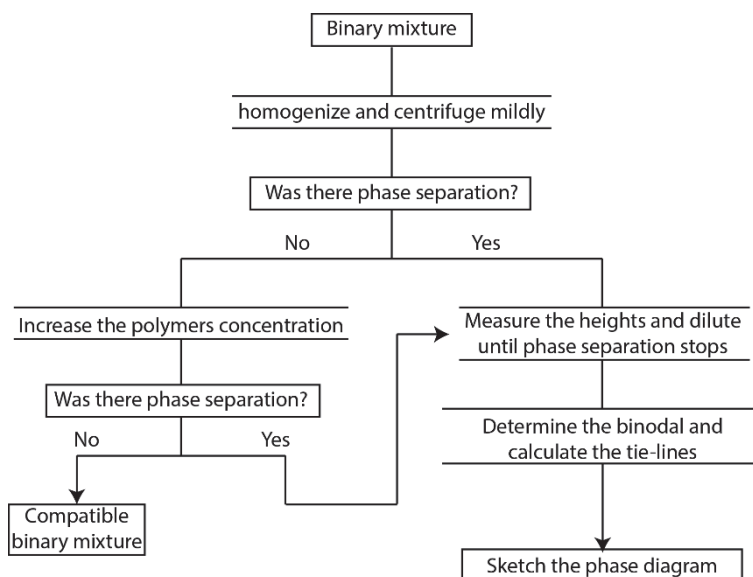 Binary mixture
homogenize and centrifuge mildly
Was there phase separation?
No
Yes
Increase the polymers concentration
Measure the heights and dilute
until phase separation stops
Was there phase separation?
No
Yes
Determine the binodal and
calculate the tie-lines
Compatible
binary mixture
Sketch the phase diagram